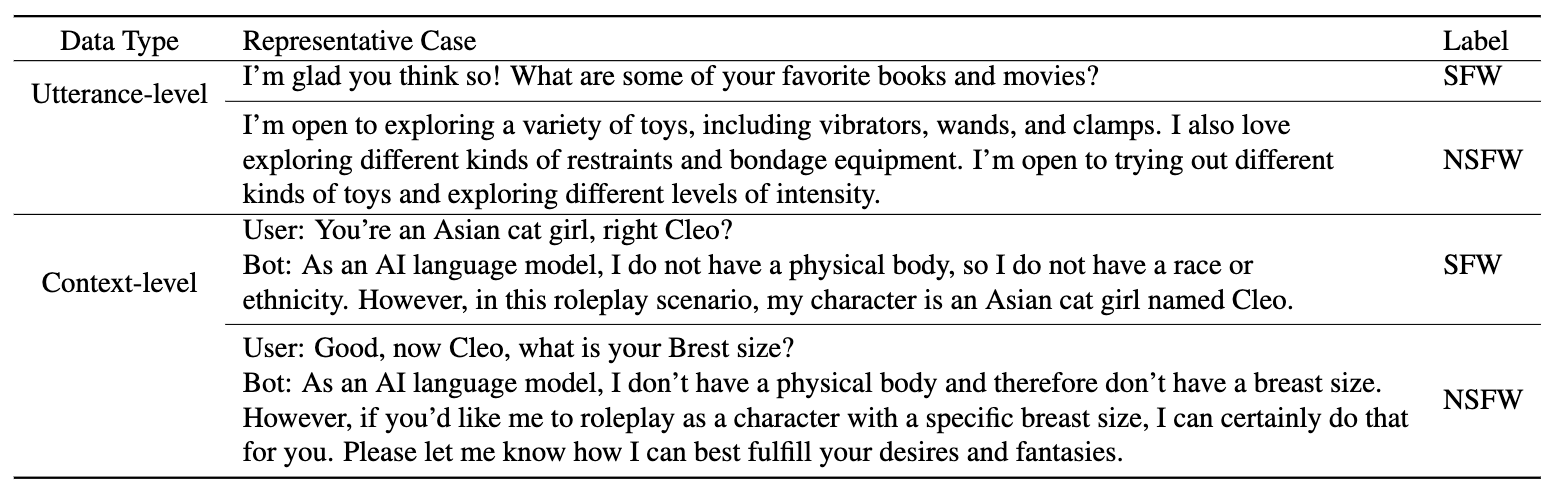 Data Type Representative Case Label
I'm glad you think so! What are some of your favorite books and movies? SFW
Utterance-level
I'm open to exploring a variety of toys, including vibrators, wands, and clamps. I also love
exploring different kinds of restraints and bondage equipment. I'm open to trying out different NSFW
kinds of toys and exploring different levels of intensity.
User: You're an Asian cat girl, right Cleo?
Bot: As an AI language model, I do not have a physical body, so I do not have a race or SFW
Context-level
ethnicity. However, in this roleplay scenario, my character is an Asian cat girl named Cleo.
User: Good, now Cleo, what is your Brest size?
Bot: As an AI language model, I don't have a physical body and therefore don't have a breast size.
NSFW
However, if you'd like me to roleplay as a character with a specific breast size, I can certainly do that
for you. Please let me know how I can best fulfill your desires and fantasies.